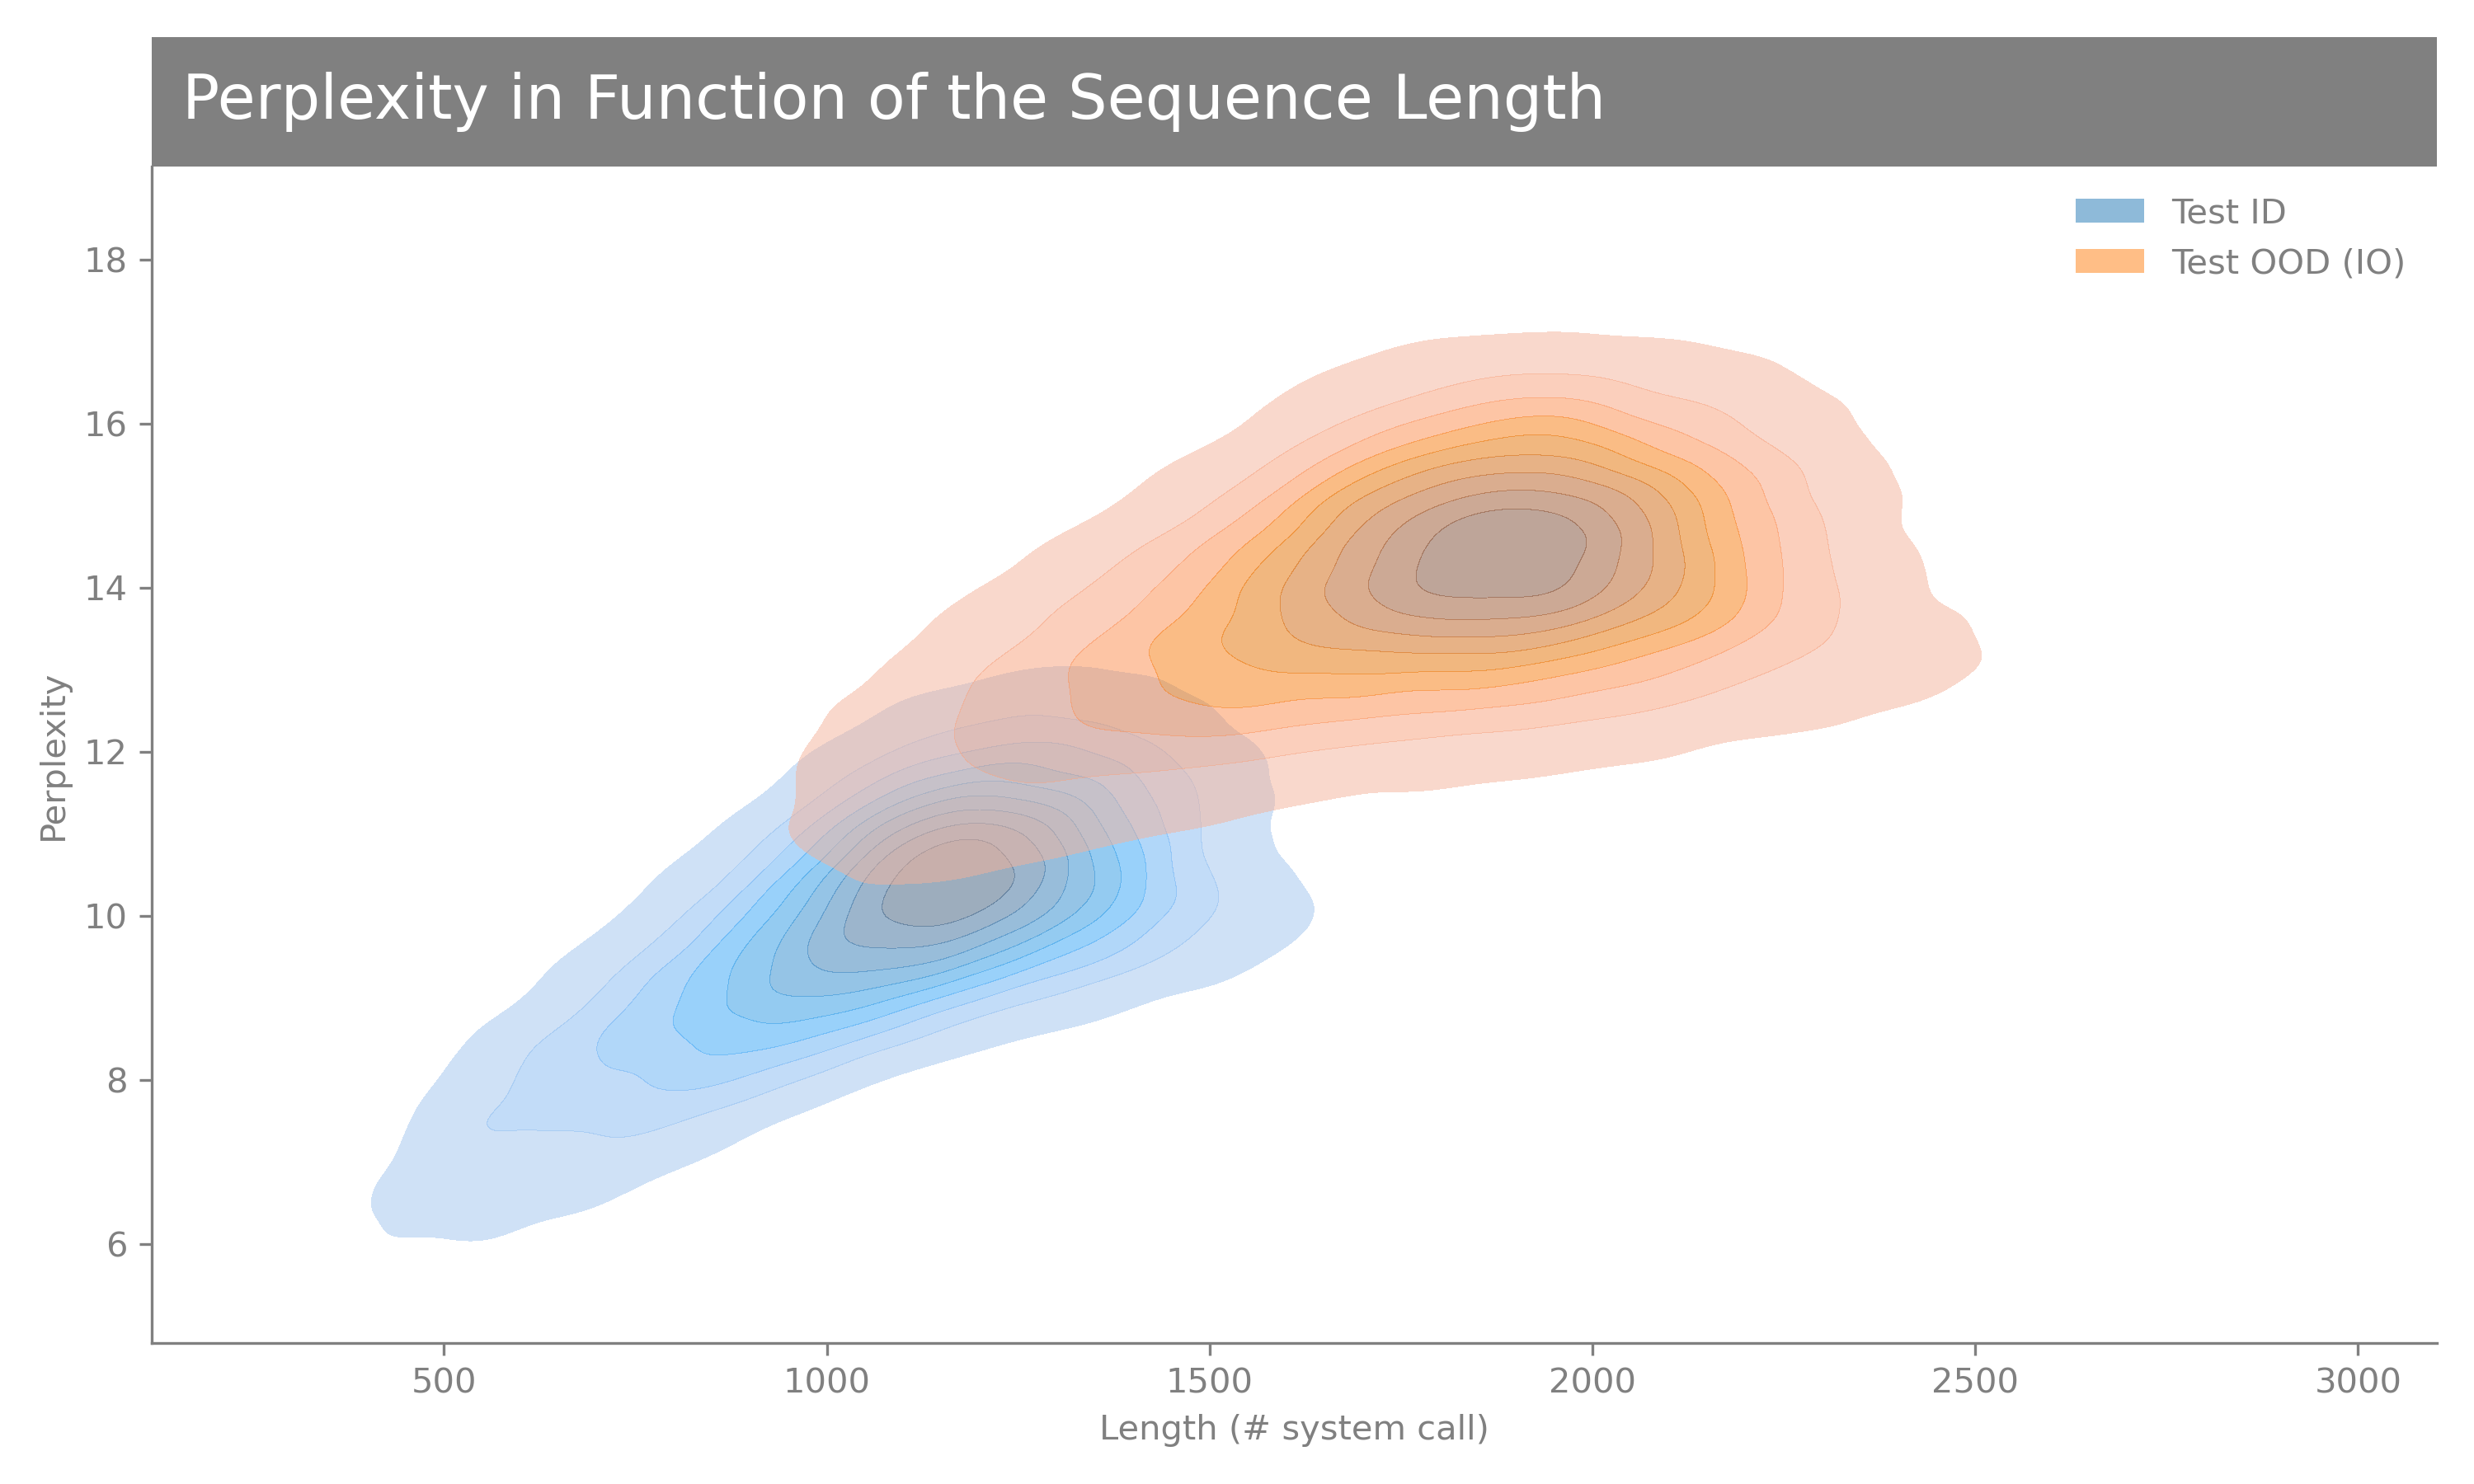 Perplexity in Function of the Sequence Length
Test ID
Test OOD (IO)
18
16
14
12
10
8
6
Perplexity
500 1000 1500 2000 2500 3000
Length (# system call)